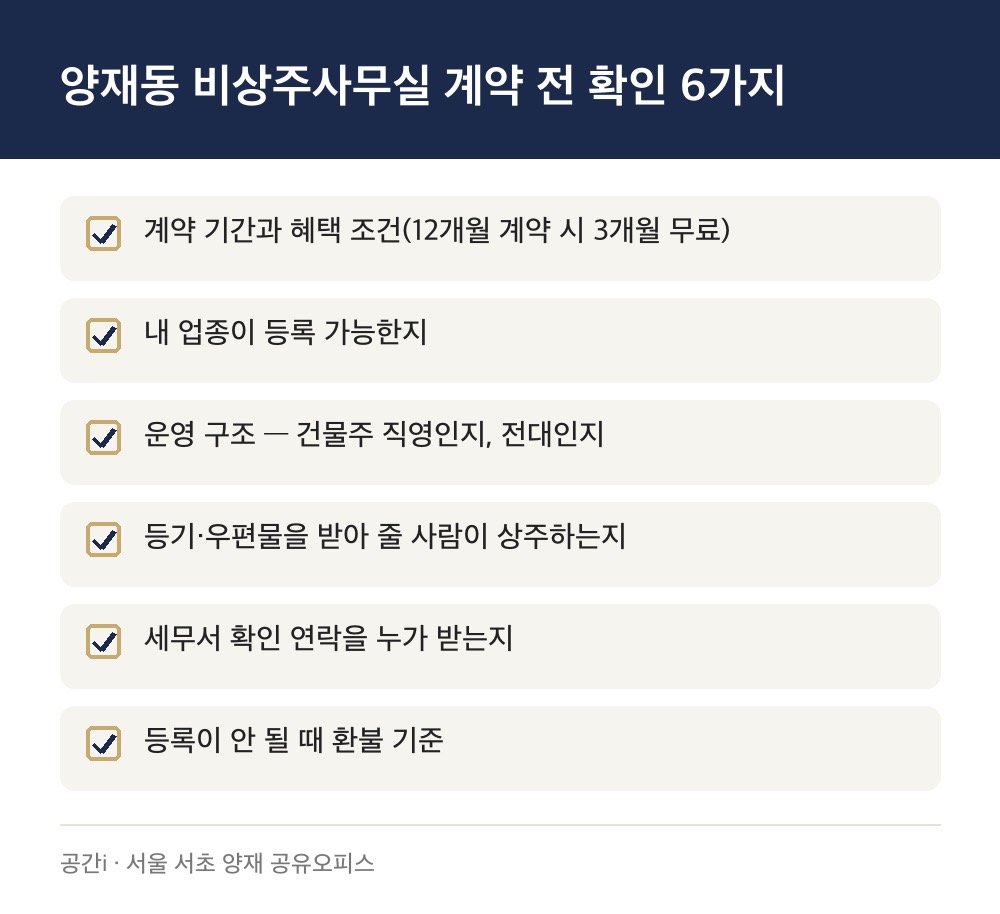 양재동 비상주사무실 계약 전 확인 6가지
계약 기간과 혜택 조건(12개월 계약 시 3개월 무료)
내 업종이 등록 가능한지
운영 구조 — 건물주 직영인지, 전대인지
등기·우편물을 받아 줄 사람이 상주하는지
세무서 확인 연락을 누가 받는지
등록이 안 될 때 환불 기준
공간i · 서울 서초 양재 공유오피스